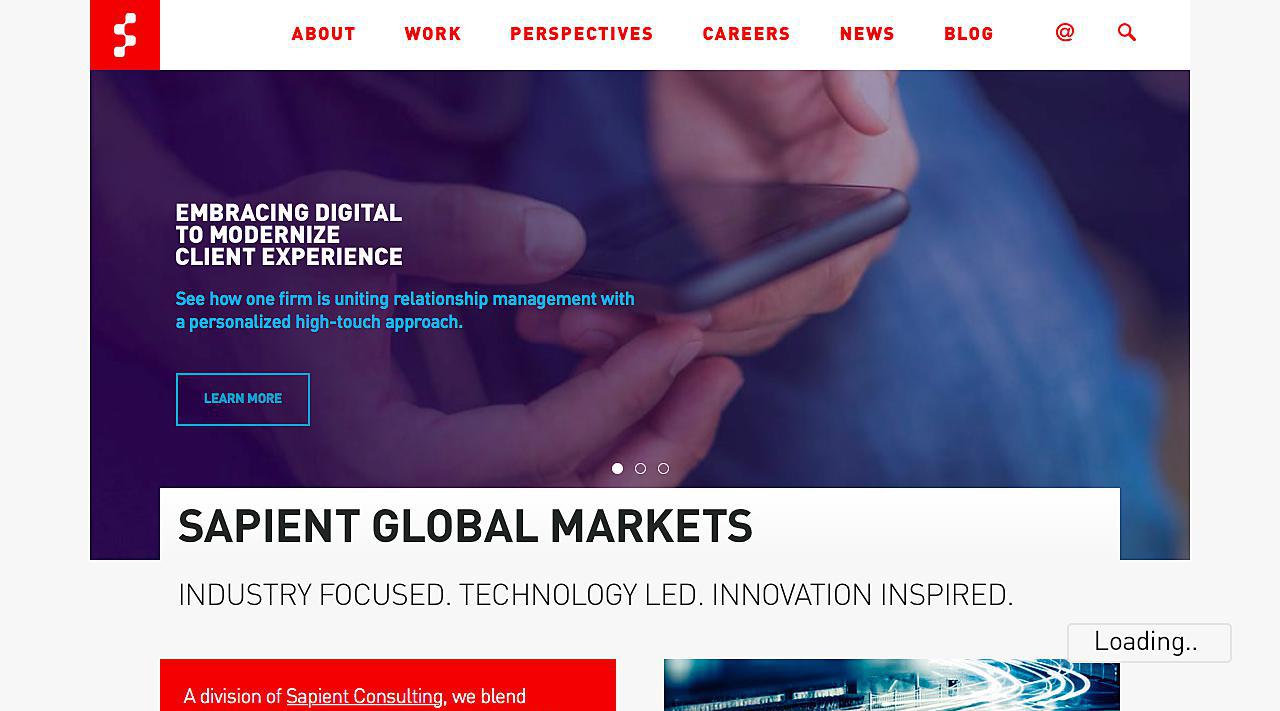 ABOUT WORK PERSPECTIVES CAREERS NEWS BLOG @
EMBRACING DIGITAL
TO MODERNIZE
CLIENT EXPERIENCE
See how one firm is uniting relationship management with
a personalized high-touch approach.
LEARN MORE
SAPIENT GLOBAL MARKETS
INDUSTRY FOCUSED. TECHNOLOGY LED. INNOVATION INSPIRED.
Loading..
A division of Sapient Consulting, we blend